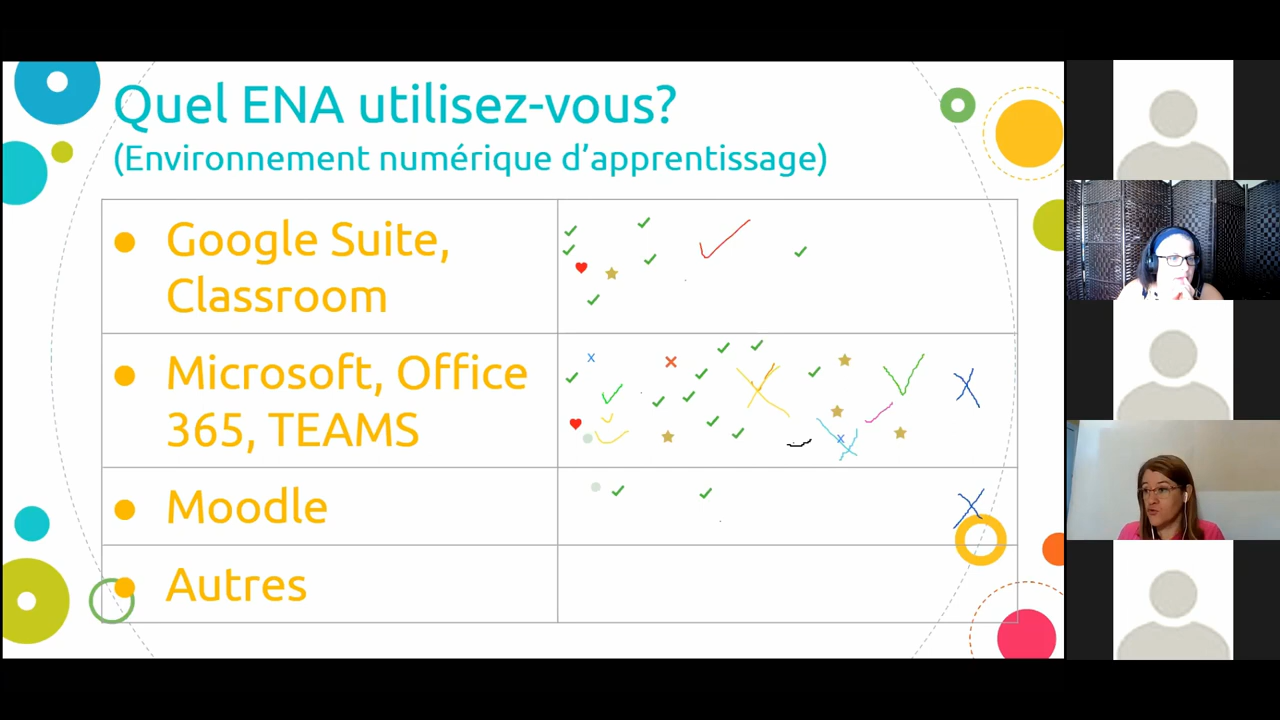 Quel ENA utilisez-vous?
(Environnement numérique d'apprentissage)
● Google Suite,
Classroom
● Microsoft, Office
365, TEAMS
● Moodle
● Autres